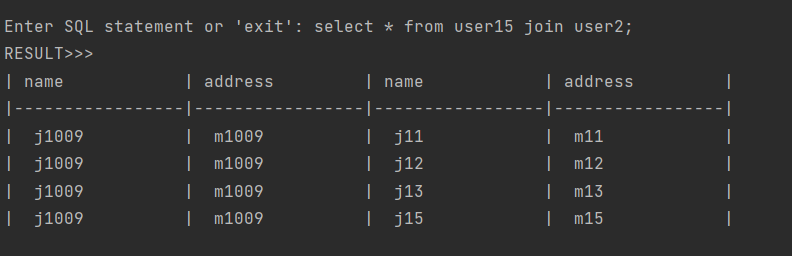 Enter SQL statement or 'exit': select * from user15 join user2;
RESULT>>>
| name            | address         | name            | address         |
|-----------------|-----------------|-----------------|-----------------|
|  j1009          |  m1009          |  j11            |  m11            |
|  j1009          |  m1009          |  j12            |  m12            |
|  j1009          |  m1009          |  j13            |  m13            |
|  j1009          |  m1009          |  j15            |  m15            |